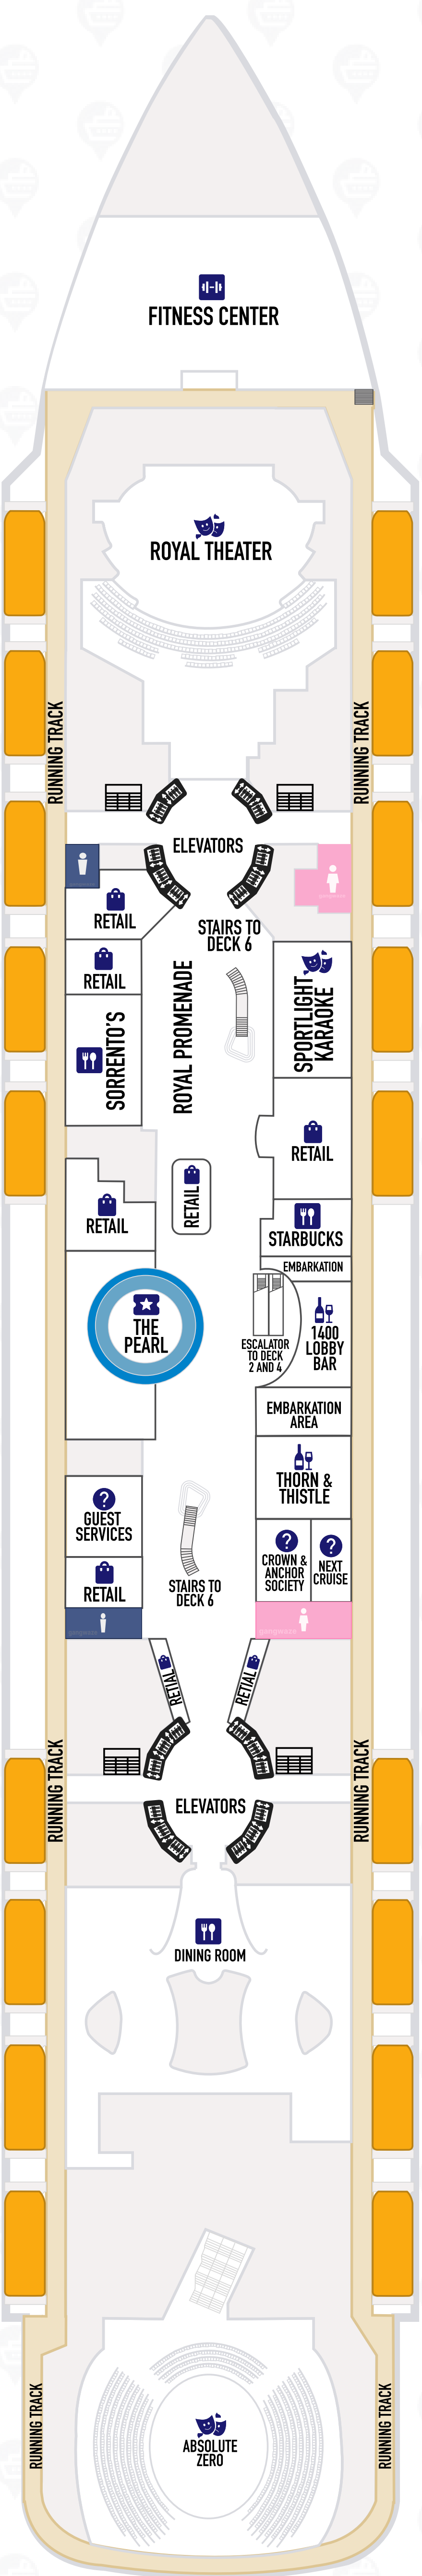 FITNESS CENTER
ROYAL THEATER
RUNNING TRACK
RUNNING TRACK
ELEVATORS
RETAIL
STAIRS TO
DECK 6
RETAIL
SPORTLIGHT
KARAOKE
SORRENTO'S
ROYAL PROMENADE
RETAIL
RETAIL
RETAIL
STARBUCKS
EMBARKATION
THE
PEARL
ESCALATOR
TO DECK
2 AND 4
1400
LOBBY
BAR
EMBARKATION
AREA
THORN &
THISTLE
GUEST
SERVICES
CROWN &
ANCHOR
SOCIETY
NEXT
CRUISE
RETAIL
STAIRS TO
DECK 6
RETIAL
RETIAL
RUNNING TRACK
RUNNING TRACK
ELEVATORS
DINING ROOM
RUNNING TRACK
RUNNING TRACK
ABSOLUTE
ZERO